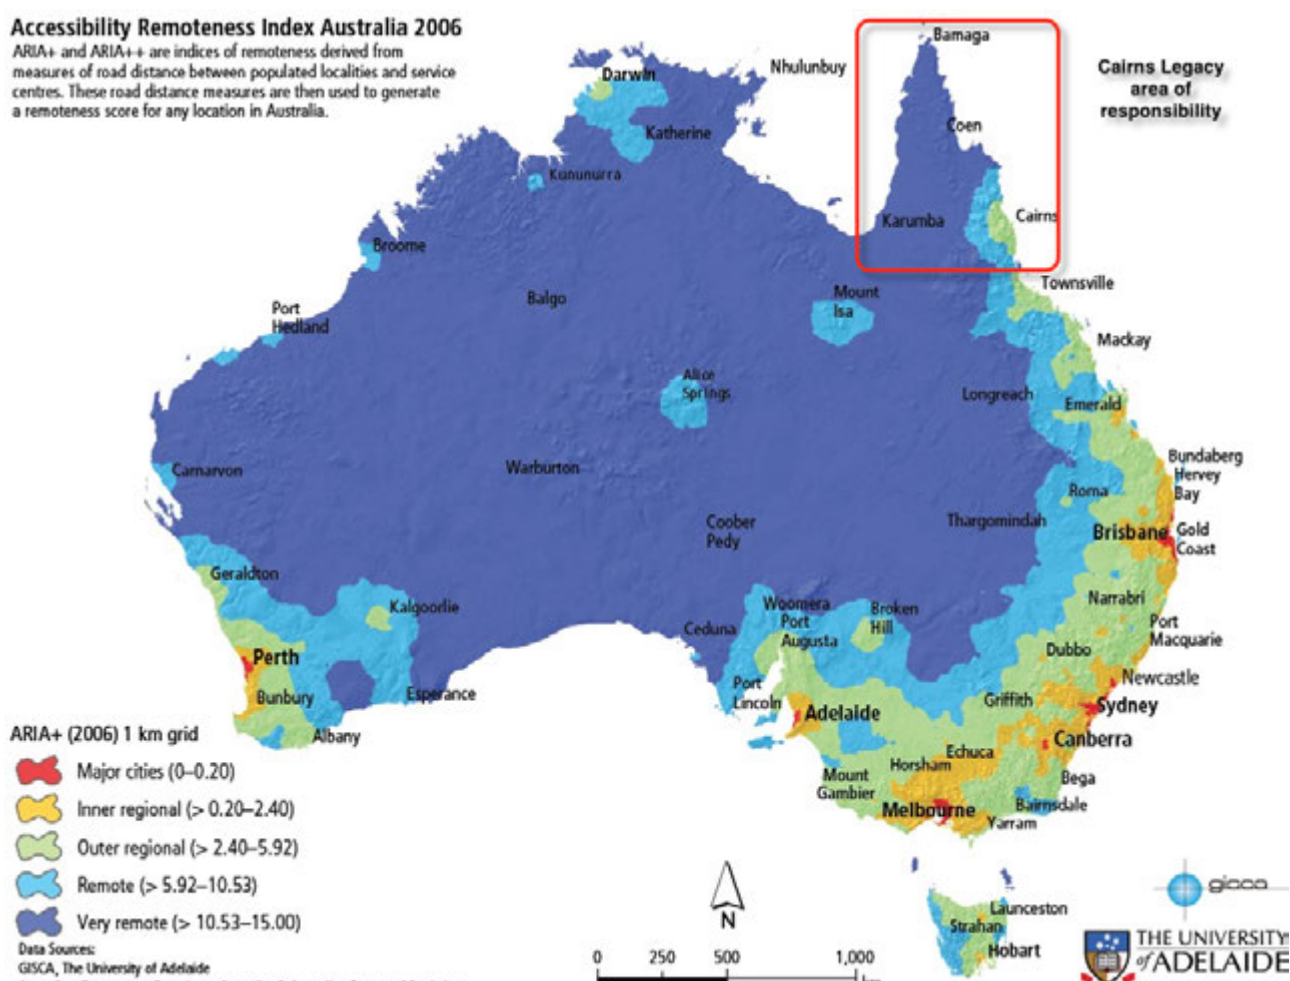 Accessibility Remoteness Index Australia 2006
ARIA+ and ARIA++ are indices of remoteness derived from
measures of road distance between populated localities and service
centres. These road distance measures are then used to generate
a remoteness score for any location in Australia.
Bamaga
Cairns Legacy
area of
responsibility
Nhulunbuy
Darwin
Katherine
Coen
Kununurra
Karumba
Cairns
Broome
Balgo
Mount
Isa
Townsville
Port
Hedland
Mackay
Alice
Springs
Longreach
Emerald
Carnarvon
Warburton
Bundaberg
Hervey
Bay
Roma
Coober
Pedy
Thargomindah
Brisbane
Gold
Coast
Geraldton
Kalgoorlie
Woomera
Broken
Hill
Narrabri
Ceduna
Port
Augusta
Port
Macquarie
Dubbo
Perth
Bunbury
Esperance
Port
Lincoln
Newcastle
Griffith
Sydney
Adelaide
Albany
Canberra
Echuca
Horsham
Mount
Gambier
Bega
Melbourne
Bairnsdale
Yarram
Launceston
Strahan
Hobart
ARIA+ (2006) 1 km grid
Major cities (0–0.20)
Inner regional (> 0.20–2.40)
Outer regional (> 2.40–5.92)
Remote (> 5.92–10.53)
Very remote (> 10.53–15.00)
Data Sources:
GISCA, The University of Adelaide
N
0 250 500 1,000
gisca
THE UNIVERSITY
of ADELAIDE